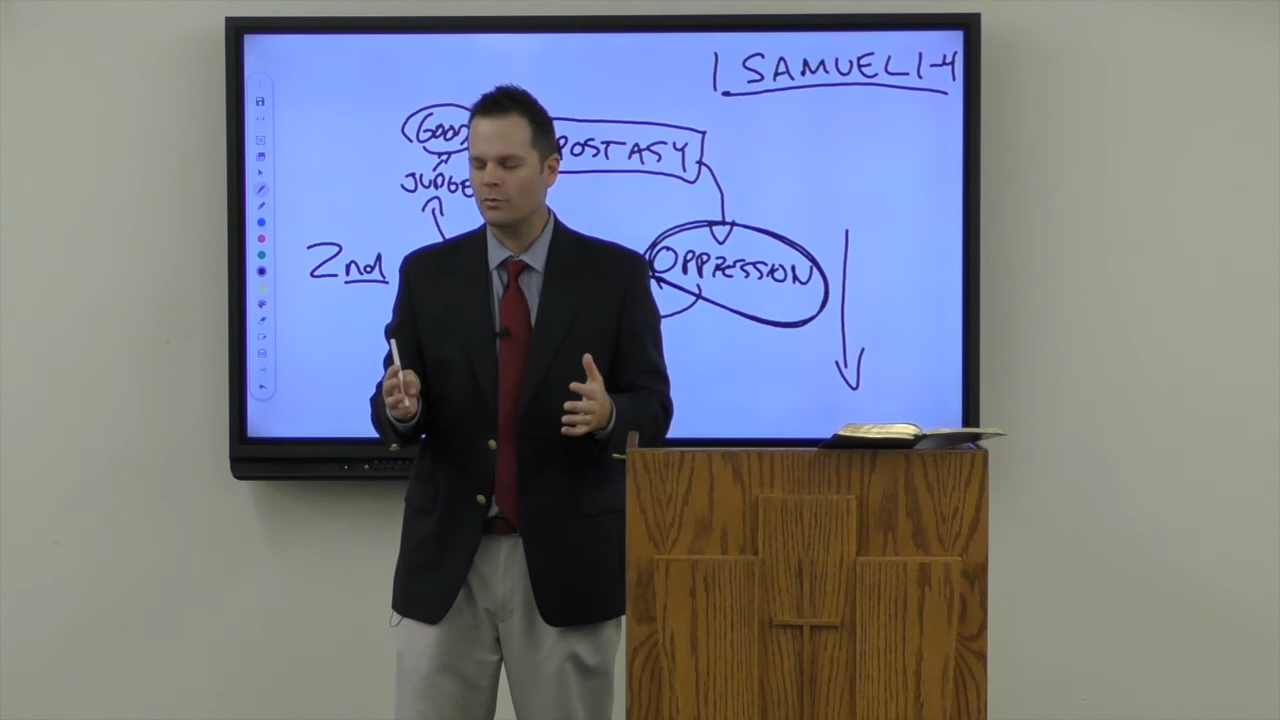 1 SAMUEL 1-4
GOOD
POSTASY
JUDGE
2nd
OPPRESSION